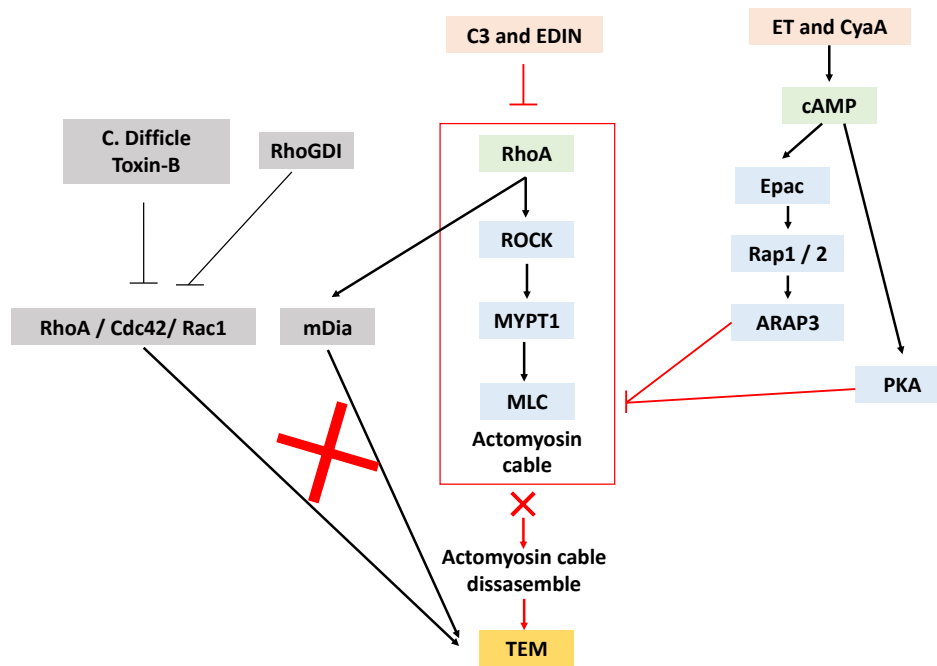 C3 and EDIN
ET and CyaA
cAMP
C. Difficle
Toxin-B
RhoGDI
RhoA
Epac
ROCK
Rap1 / 2
RhoA / Cdc42/ Rac1
mDia
MYPT1
ARAP3
PKA
MLC
Actomyosin
cable
Actomyosin cable
dissasemble
TEM